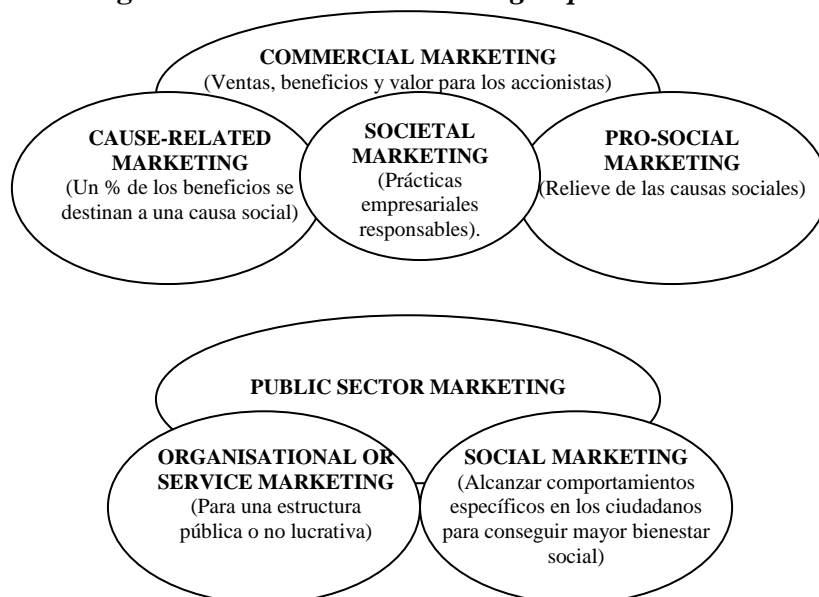 COMMERCIAL MARKETING
(Ventas, beneficios y valor para los accionistas)
CAUSE-RELATED
MARKETING
(Un % de los beneficios se
destinan a una causa social)
SOCIETAL
MARKETING
(Prácticas
empresariales
responsables).
PRO-SOCIAL
MARKETING
(Relieve de las causas sociales)
PUBLIC SECTOR MARKETING
ORGANISATIONAL OR
SERVICE MARKETING
(Para una estructura
pública o no lucrativa)
SOCIAL MARKETING
(Alcanzar comportamientos
específicos en los ciudadanos
para conseguir mayor bienestar
social)